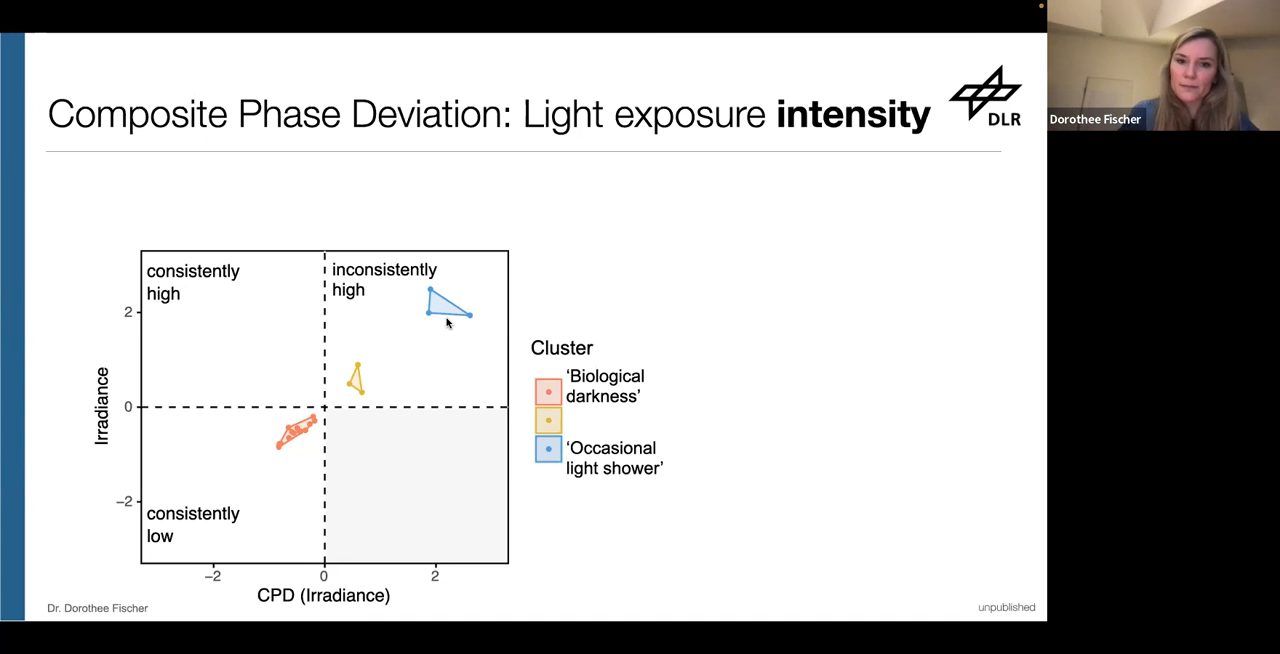 Composite Phase Deviation: Light exposure intensity
DLR
Dorothee Fischer
consistently
high
inconsistently
high
2
0
−2
Irradiance
consistently
low
−2
0
2
CPD (Irradiance)
Cluster
‘Biological
darkness’
‘Occasional
light shower’
Dr. Dorothee Fischer
unpublished